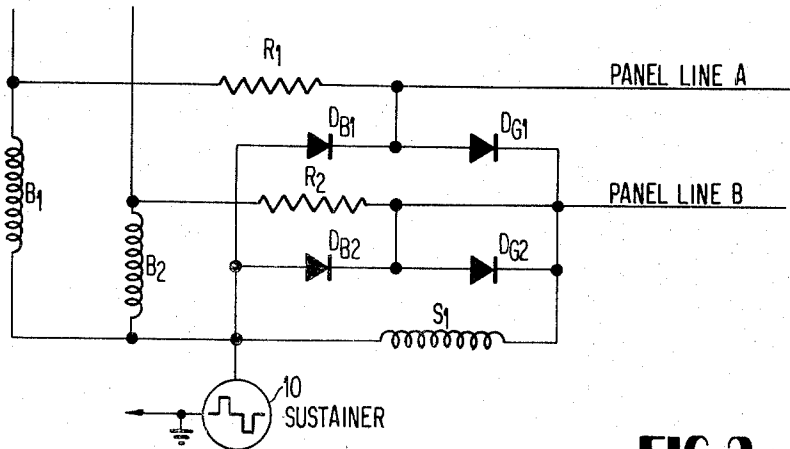 R1
PANEL LINE A
DB1
DG1
R2
B1
PANEL LINE B
DB2
DG2
B2
S1
10
SUSTAINER